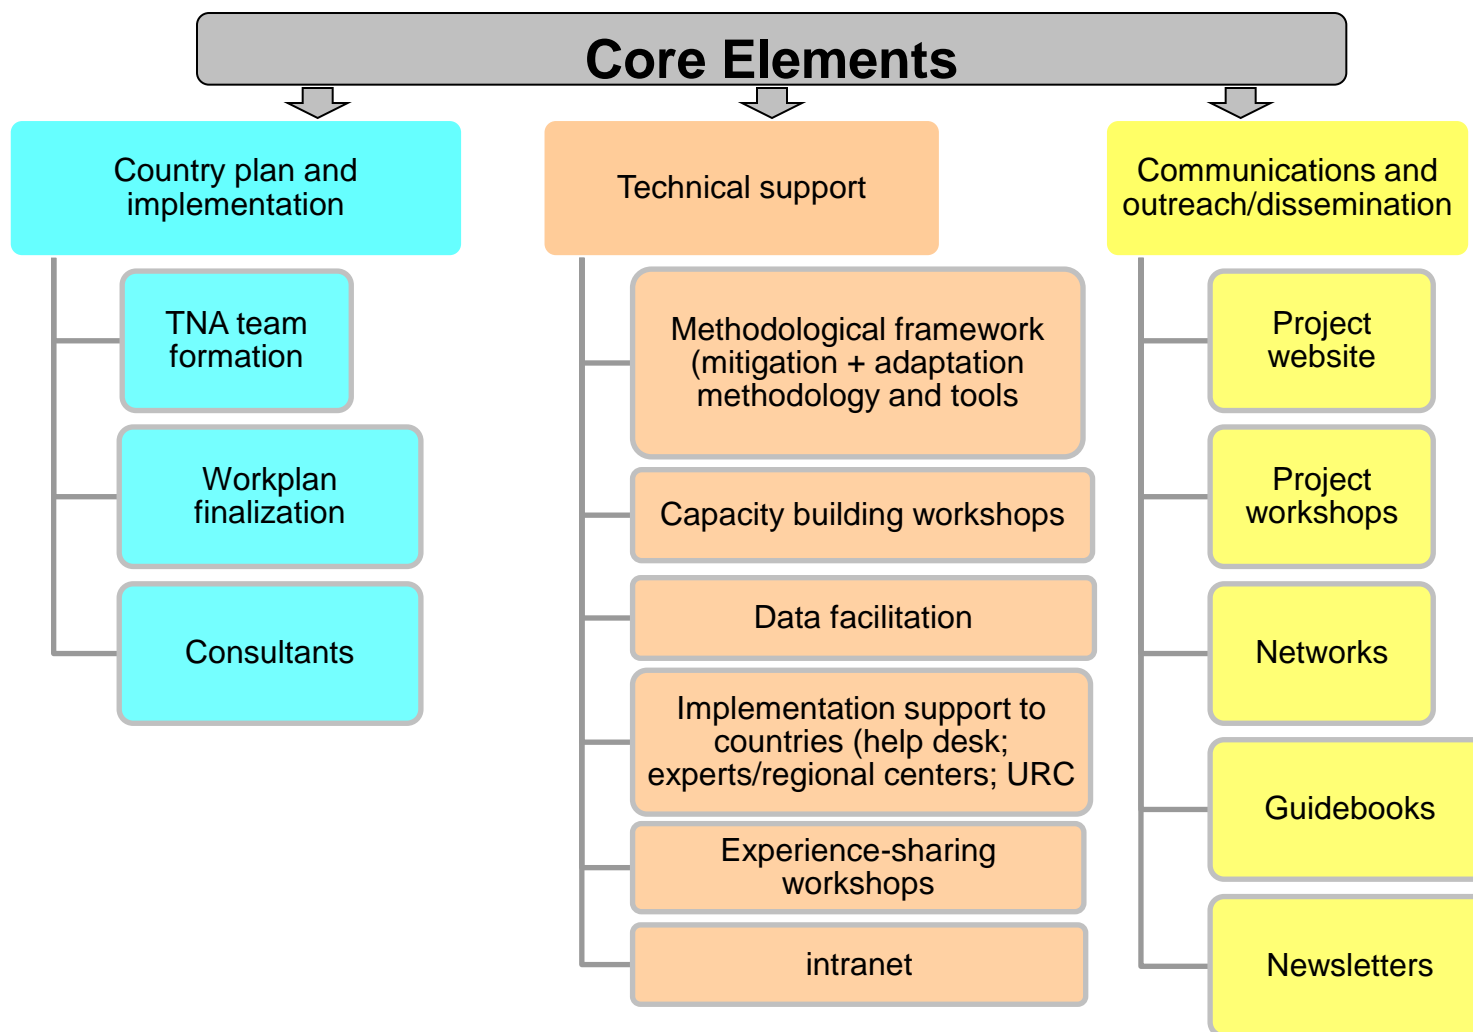 Core Elements
Country plan and
implementation
TNA team
formation
Workplan
finalization
Consultants
Technical support
Methodological framework
(mitigation + adaptation
methodology and tools
Capacity building workshops
Data facilitation
Implementation support to
countries (help desk;
experts/regional centers; URC
Experience-sharing
workshops
intranet
Communications and
outreach/dissemination
Project
website
Project
workshops
Networks
Guidebooks
Newsletters